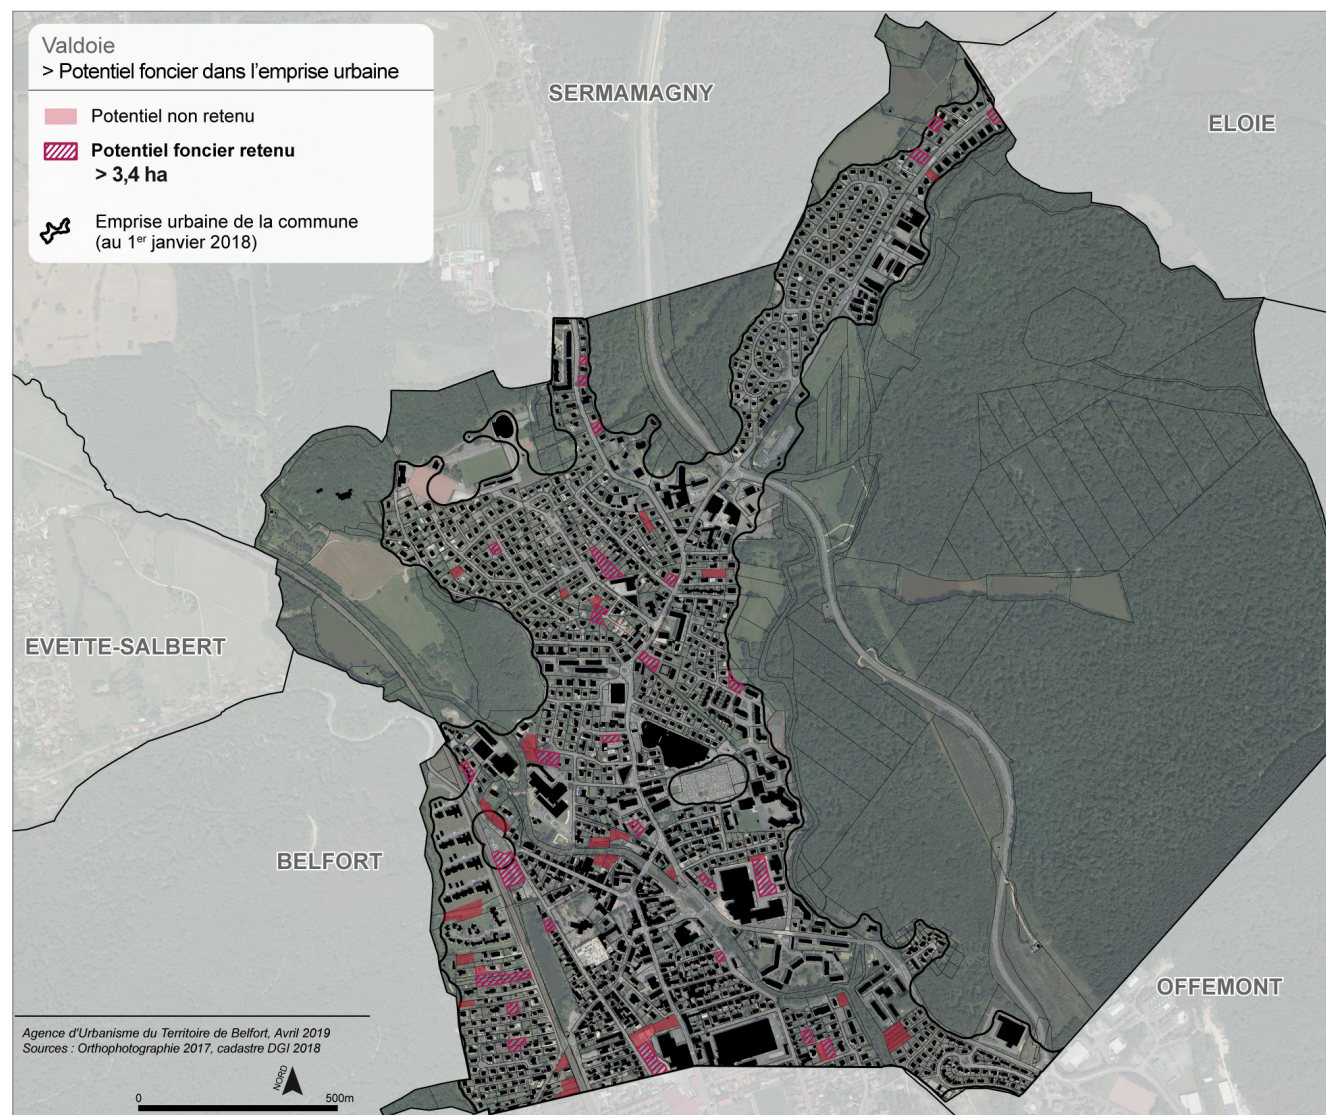 Valdoie
> Potentiel foncier dans l'emprise urbaine
Potentiel non retenu
Potentiel foncier retenu
> 3,4 ha
Emprise urbaine de la commune
(au 1er janvier 2018)
SERMAMAGNY
ELOIE
EVETTE-SALBERT
BELFORT
OFFEMONT
Agence d'Urbanisme du Territoire de Belfort, Avril 2019
Sources : Orthophotographie 2017, cadastre DGI 2018
NORD
0 500m